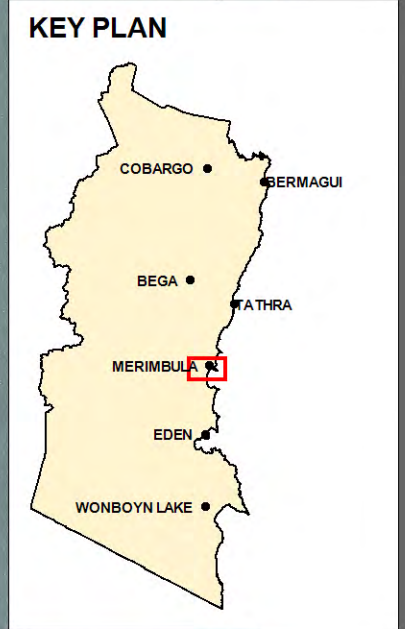 KEY PLAN
COBARGO
BERMAGUI
BEGA
TATHRA
MERIMBULA
EDEN
WONBOYN LAKE